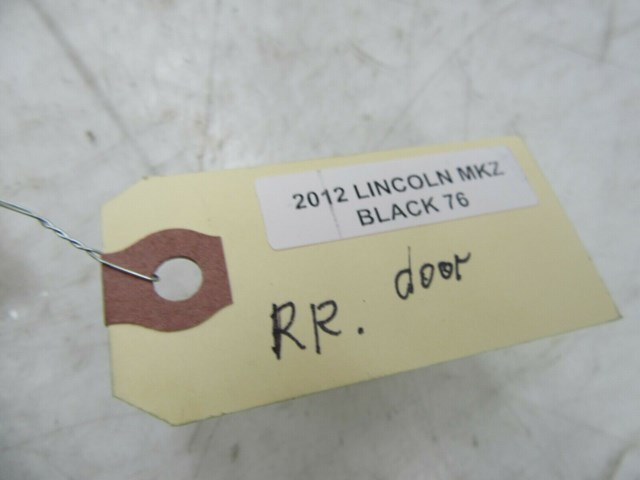 2012 LINCOLN MKZ
BLACK 76
RR. door